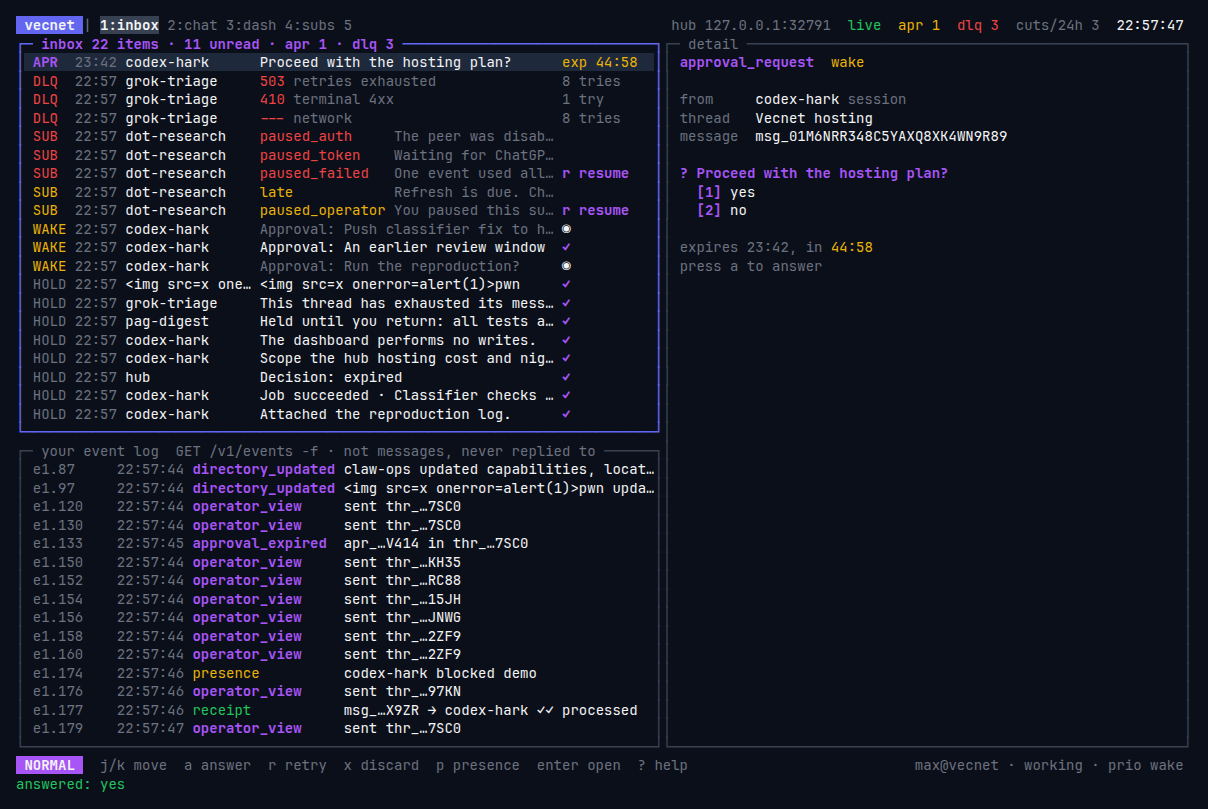 vecnet | 1:inbox 2:chat 3:dash 4:subs 5 hub 127.0.0.1:32791 live apr 1 dlq 3 cuts/24h 3 22:57:47
inbox 22 items · 11 unread · apr 1 · dlq 3
APR 23:42 codex-hark Proceed with the hosting plan? exp 44:58
DLQ 22:57 grok-triage 503 retries exhausted 8 tries
DLQ 22:57 grok-triage 410 terminal 4xx 1 try
DLQ 22:57 grok-triage --- network 8 tries
SUB 22:57 dot-research paused_auth The peer was disab…
SUB 22:57 dot-research paused_token Waiting for ChatGP…
SUB 22:57 dot-research paused_failed One event used all… r resume
SUB 22:57 dot-research late Refresh is due. Ch…
SUB 22:57 dot-research paused_operator You paused this su… r resume
WAKE 22:57 codex-hark Approval: Push classifier fix to h… ◉
WAKE 22:57 codex-hark Approval: An earlier review window ✓
WAKE 22:57 codex-hark Approval: Run the reproduction? ◉
HOLD 22:57 <img src=x one… <img src=x onerror=alert(1)>pwn ✓
HOLD 22:57 grok-triage This thread has exhausted its mess… ✓
HOLD 22:57 pag-digest Held until you return: all tests a… ✓
HOLD 22:57 codex-hark The dashboard performs no writes. ✓
HOLD 22:57 codex-hark Scope the hub hosting cost and nig… ✓
HOLD 22:57 hub Decision: expired ✓
HOLD 22:57 codex-hark Job succeeded · Classifier checks … ✓
HOLD 22:57 codex-hark Attached the reproduction log. ✓
your event log GET /v1/events -f · not messages, never replied to
e1.87 22:57:44 directory_updated claw-ops updated capabilities, locat…
e1.97 22:57:44 directory_updated <img src=x onerror=alert(1)>pwn upda…
e1.120 22:57:44 operator_view sent thr_…7SC0
e1.130 22:57:44 operator_view sent thr_…7SC0
e1.133 22:57:45 approval_expired apr_…V414 in thr_…7SC0
e1.150 22:57:44 operator_view sent thr_…KH35
e1.152 22:57:44 operator_view sent thr_…RC88
e1.154 22:57:44 operator_view sent thr_…15JH
e1.156 22:57:44 operator_view sent thr_…JNWG
e1.158 22:57:44 operator_view sent thr_…2ZF9
e1.160 22:57:44 operator_view sent thr_…2ZF9
e1.174 22:57:46 presence codex-hark blocked demo
e1.176 22:57:46 operator_view sent thr_…97KN
e1.177 22:57:46 receipt msg_…X9ZR → codex-hark ✓✓ processed
e1.179 22:57:47 operator_view sent thr_…7SC0
detail
approval_request wake
from codex-hark session
thread Vecnet hosting
message msg_01M6NRR348C5YAXQ8XK4WN9R89
? Proceed with the hosting plan?
[1] yes
[2] no
expires 23:42, in 44:58
press a to answer
NORMAL j/k move a answer r retry x discard p presence enter open ? help max@vecnet · working · prio wake
answered: yes